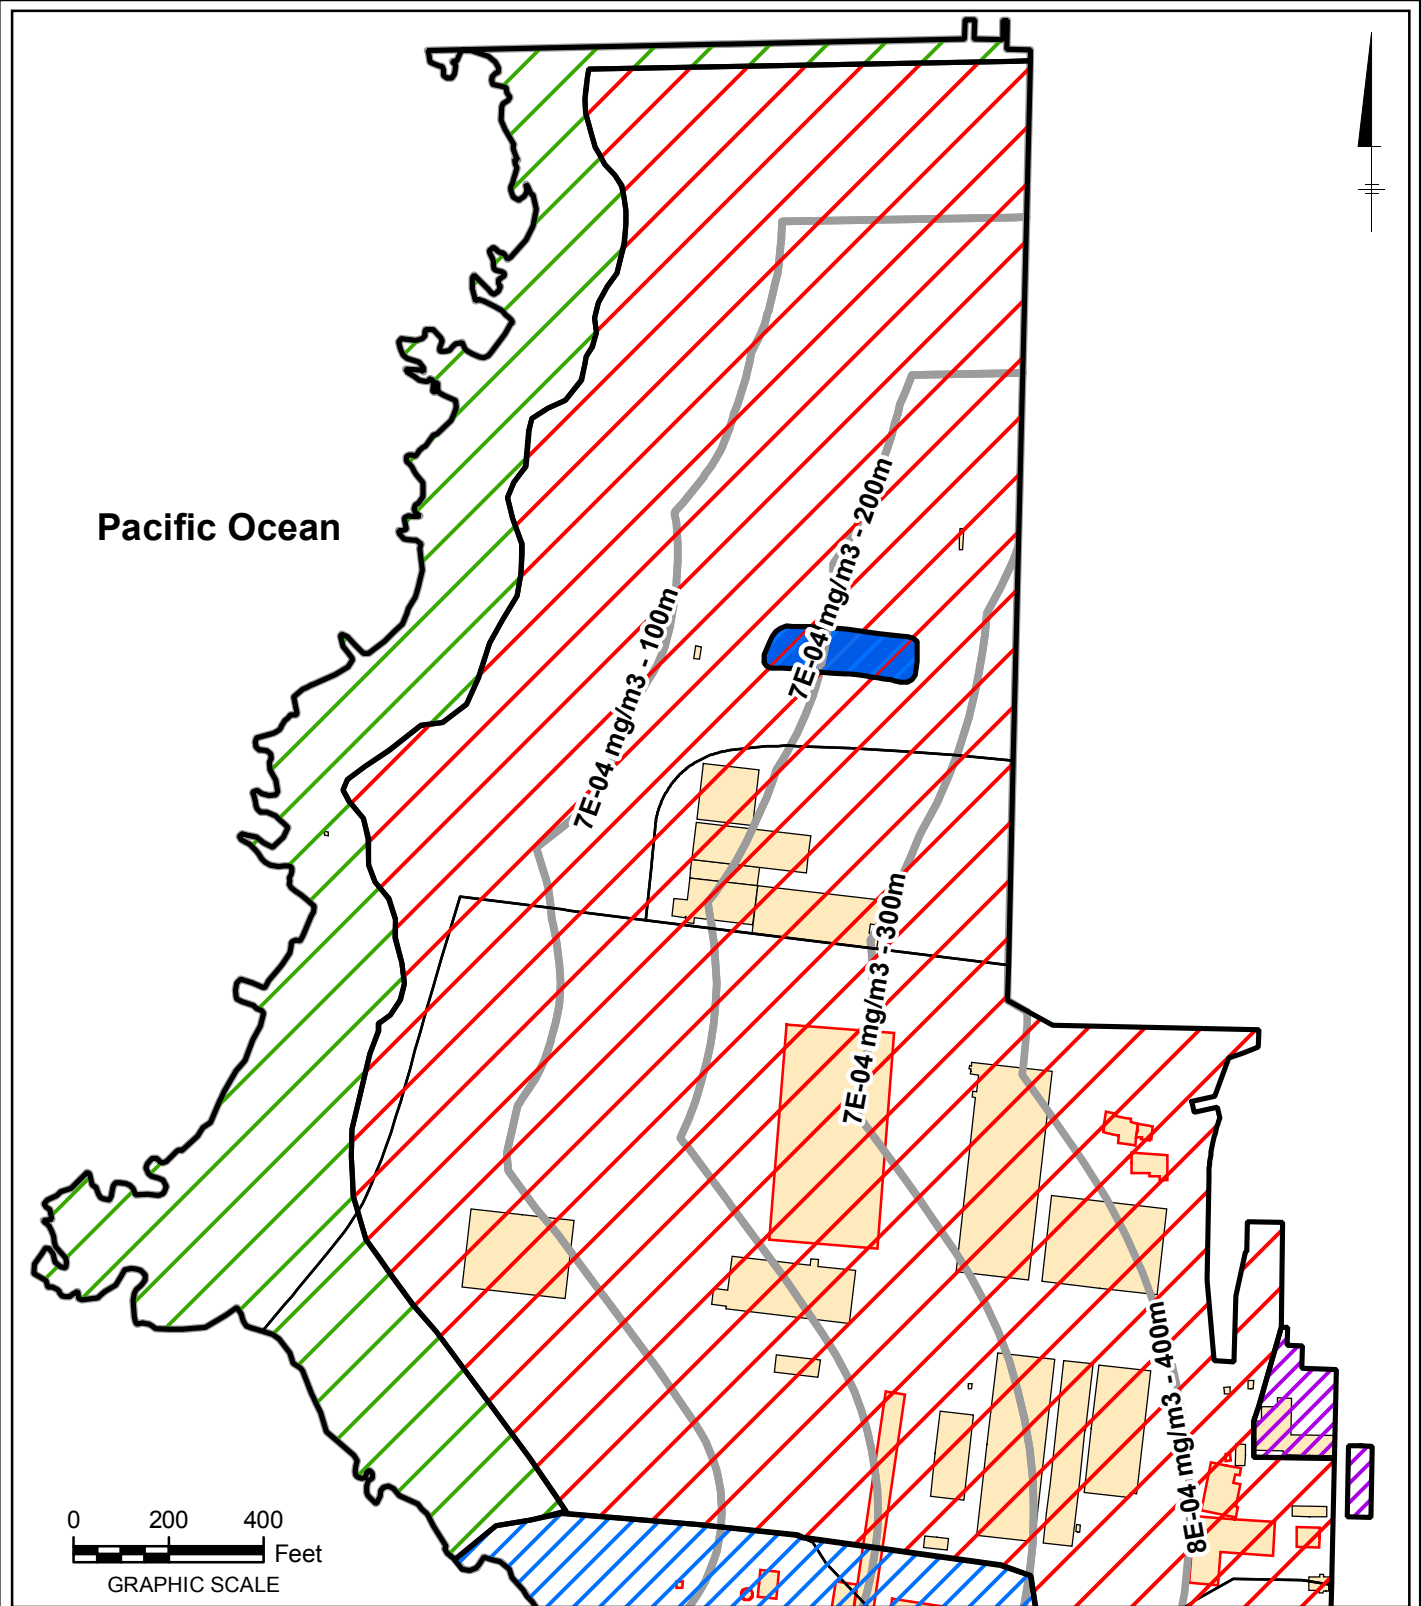 Pacific Ocean
7E-04 mg/m3 - 200m
7E-04 mg/m3 - 100m
7E-04 mg/m3 - 300m
8E-04 mg/m3 - 400m
0 200 400
Feet
GRAPHIC SCALE